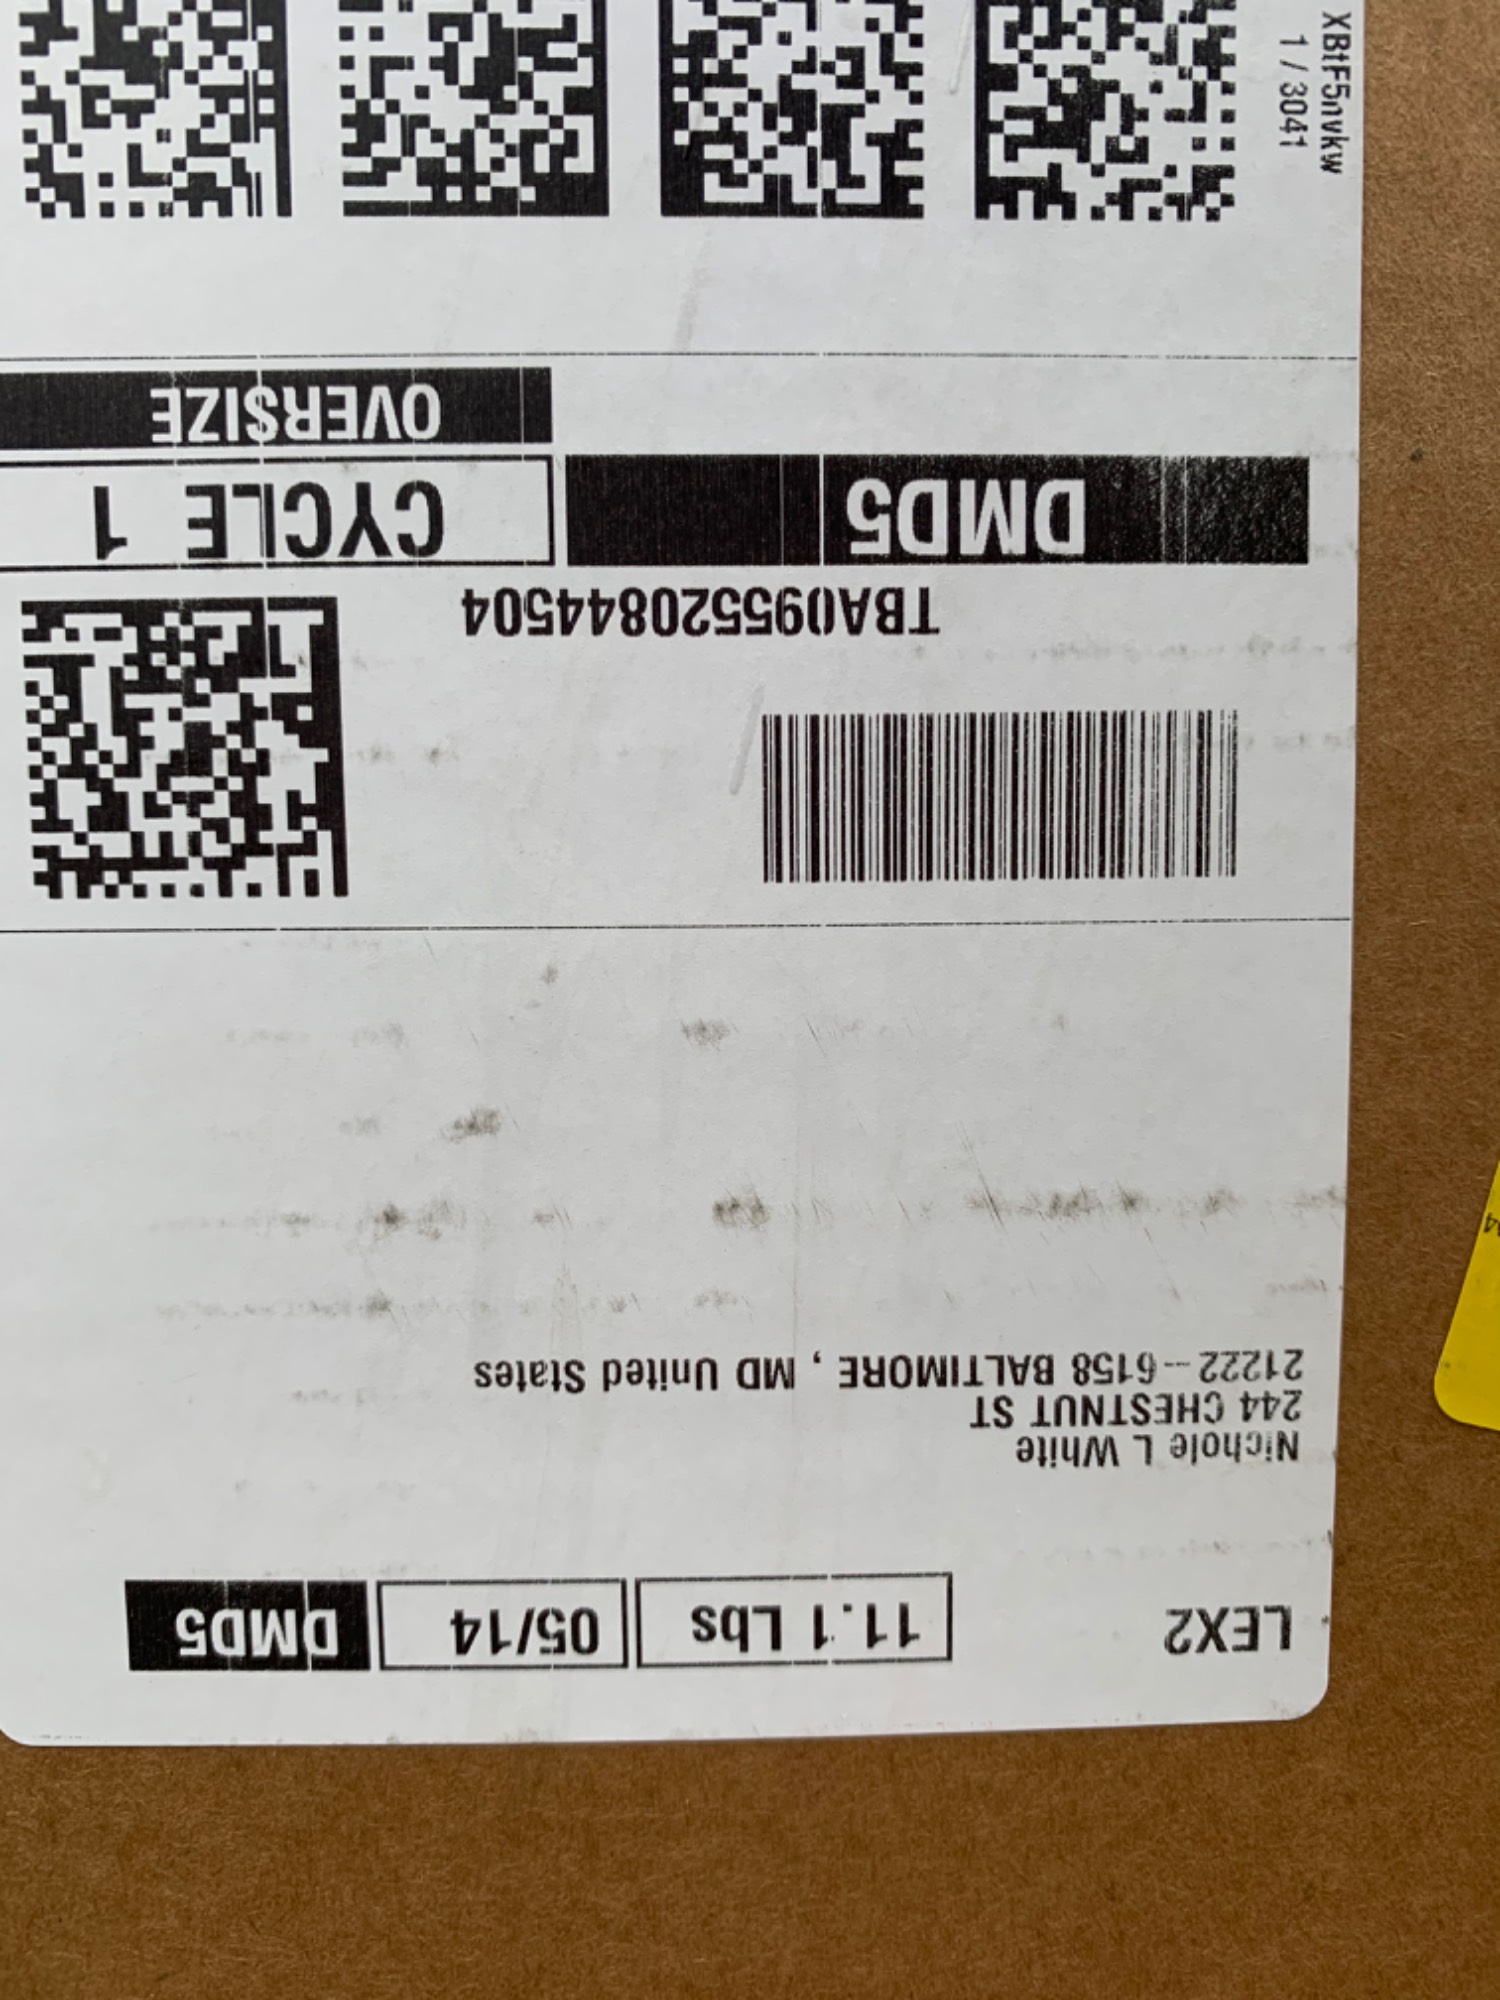 LEX2
11.1 Lbs
05/14
DMD5
Nichole L White
244 CHESTNUT ST
21222--6158 BALTIMORE , MD United States
TBA095520844504
DMD5
CYCLE 1
OVERSIZE
XBtF5nvkw
1 / 3041